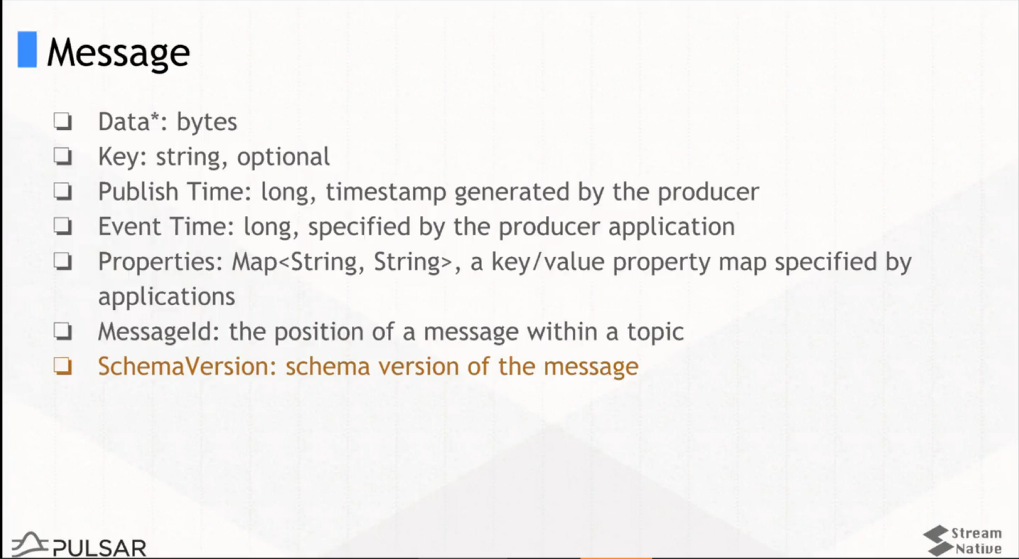 Message
Data*: bytes
Key: string, optional
Publish Time: long, timestamp generated by the producer
Event Time: long, specified by the producer application
Properties: Map<String, String>, a key/value property map specified by
applications
MessageId: the position of a message within a topic
SchemaVersion: schema version of the message
PULSAR
Stream
Native